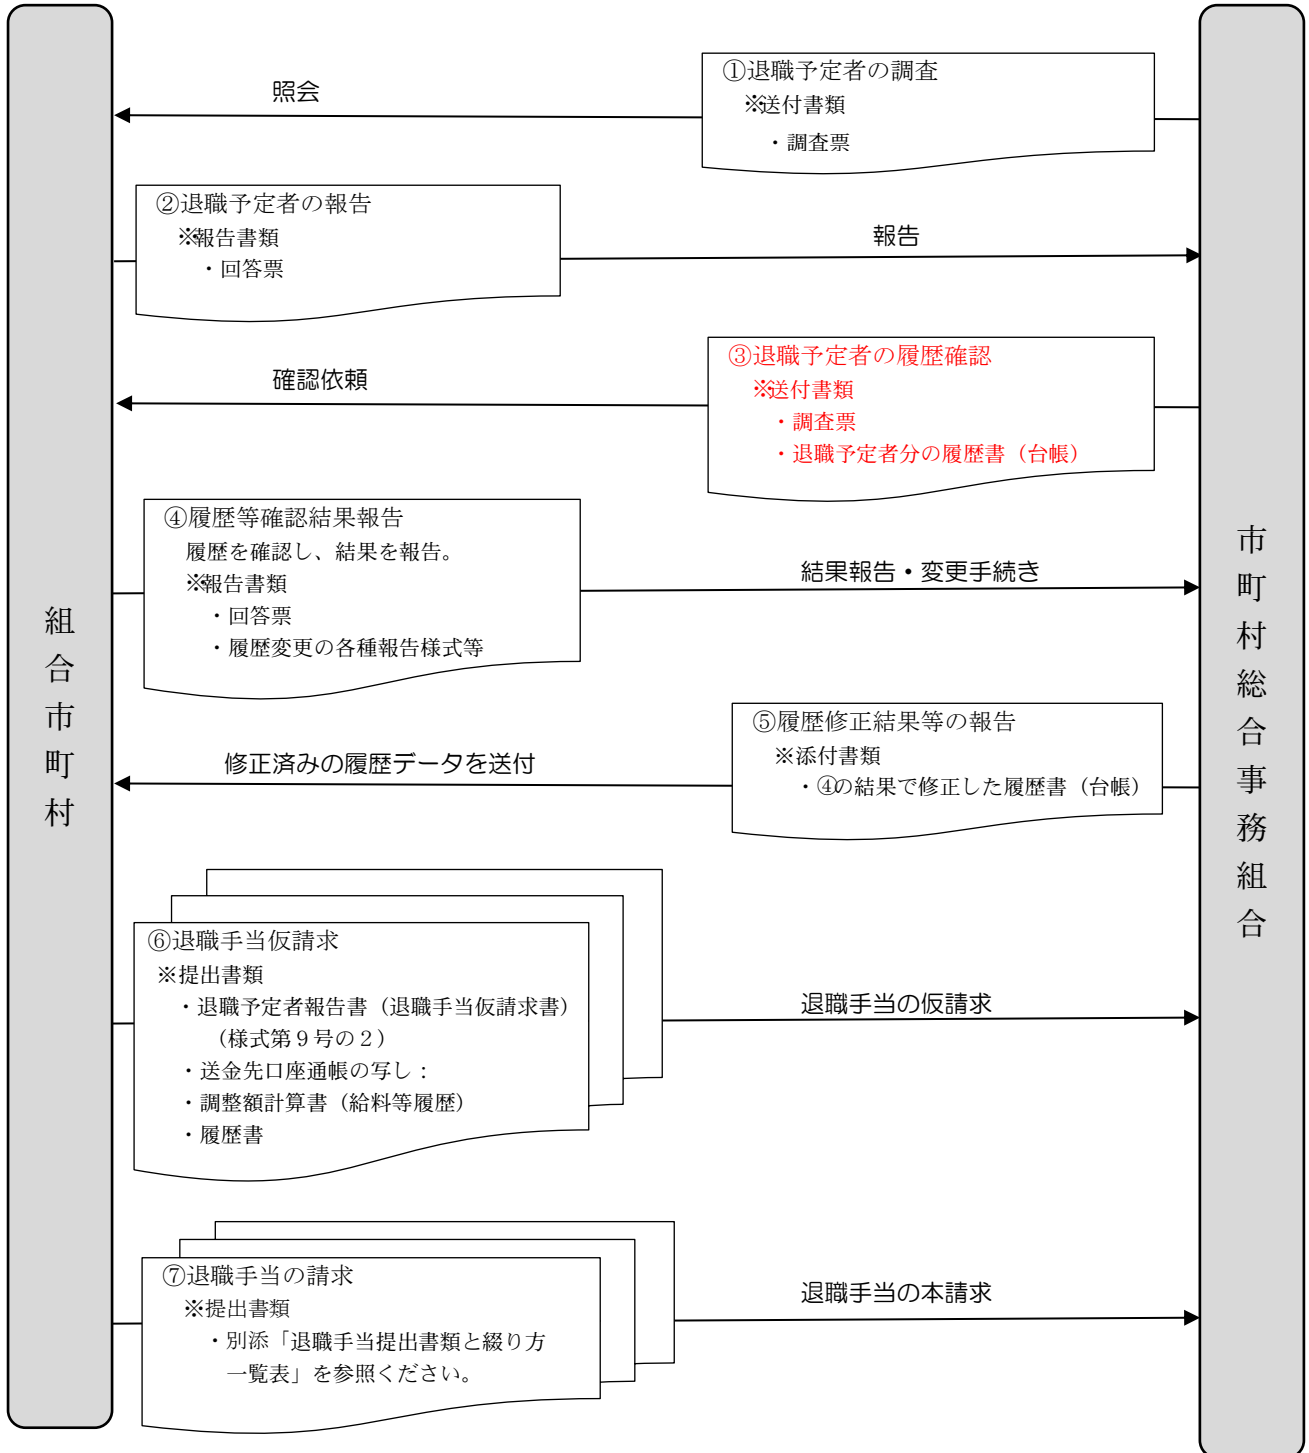 ①退職予定者の調査
※送付書類
・調査票
照会
②退職予定者の報告
※報告書類
・回答票
報告
③退職予定者の履歴確認
※送付書類
・調査票
・退職予定者分の履歴書（台帳）
確認依頼
④履歴等確認結果報告
履歴を確認し、結果を報告。
※報告書類
・回答票
・履歴変更の各種報告様式等
結果報告・変更手続き
⑤履歴修正結果等の報告
※添付書類
・④の結果で修正した履歴書（台帳）
修正済みの履歴データを送付
⑥退職手当仮請求
※提出書類
・退職予定者報告書（退職手当仮請求書）
（様式第９号の２）
・送金先口座通帳の写し：
・調整額計算書（給料等履歴）
・履歴書
退職手当の仮請求
⑦退職手当の請求
※提出書類
・別添「退職手当提出書類と綴り方
一覧表」を参照ください。
退職手当の本請求
組合市町村
市町村総合事務組合